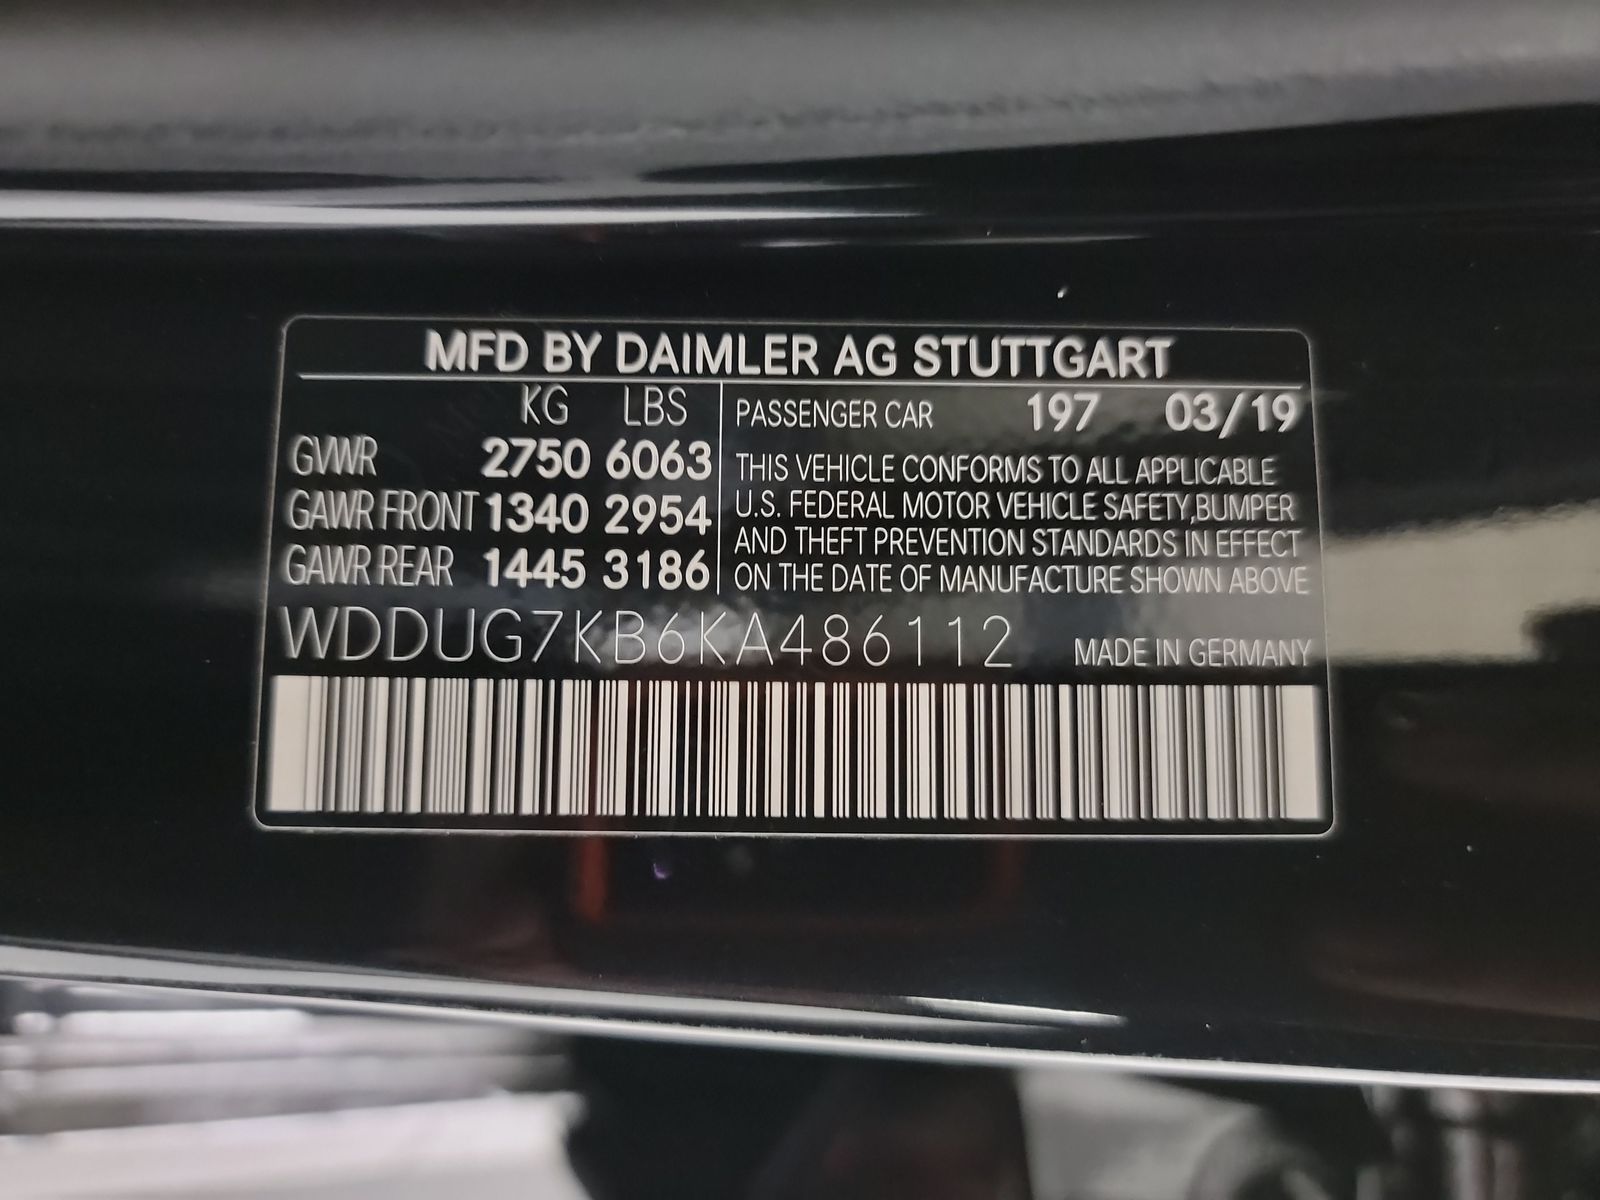 MFD BY DAIMLER AG STUTTGART
KG LBS
GVWR 2750 6063
GAWR FRONT 1340 2954
GAWR REAR 1445 3186
PASSENGER CAR 197 03/19
THIS VEHICLE CONFORMS TO ALL APPLICABLE
U.S. FEDERAL MOTOR VEHICLE SAFETY,BUMPER
AND THEFT PREVENTION STANDARDS IN EFFECT
ON THE DATE OF MANUFACTURE SHOWN ABOVE
WDDUG7KB6KA486112
MADE IN GERMANY